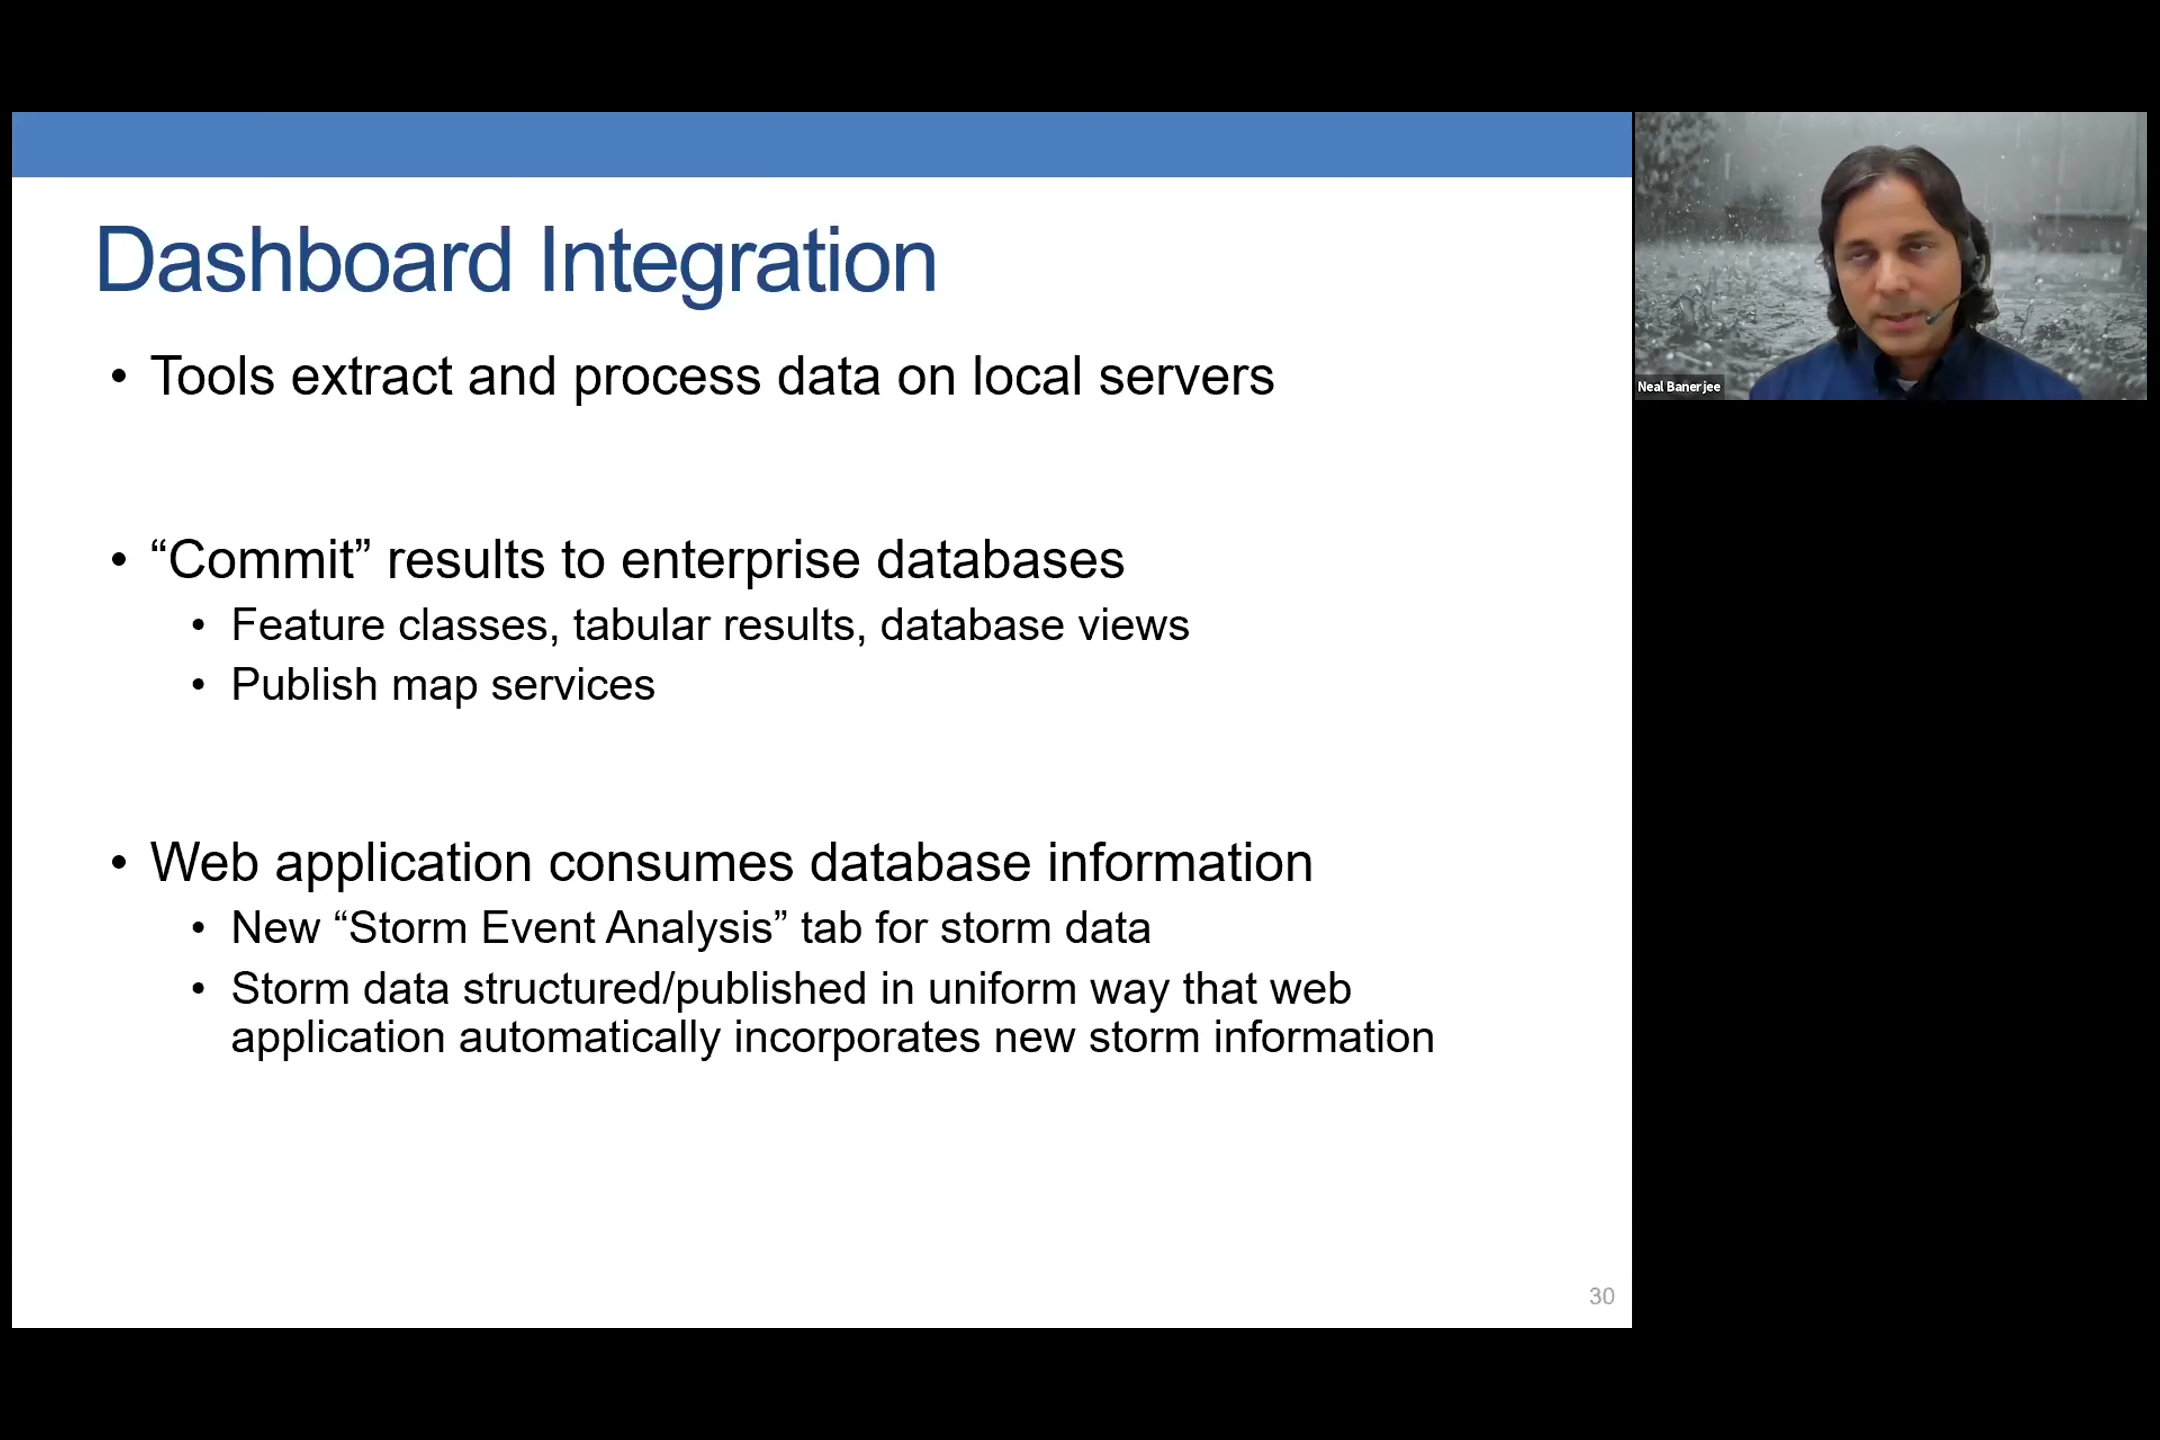 Dashboard Integration
• Tools extract and process data on local servers
• “Commit” results to enterprise databases
• Feature classes, tabular results, database views
• Publish map services
• Web application consumes database information
• New “Storm Event Analysis” tab for storm data
• Storm data structured/published in uniform way that web
application automatically incorporates new storm information
30
Neal Banerjee